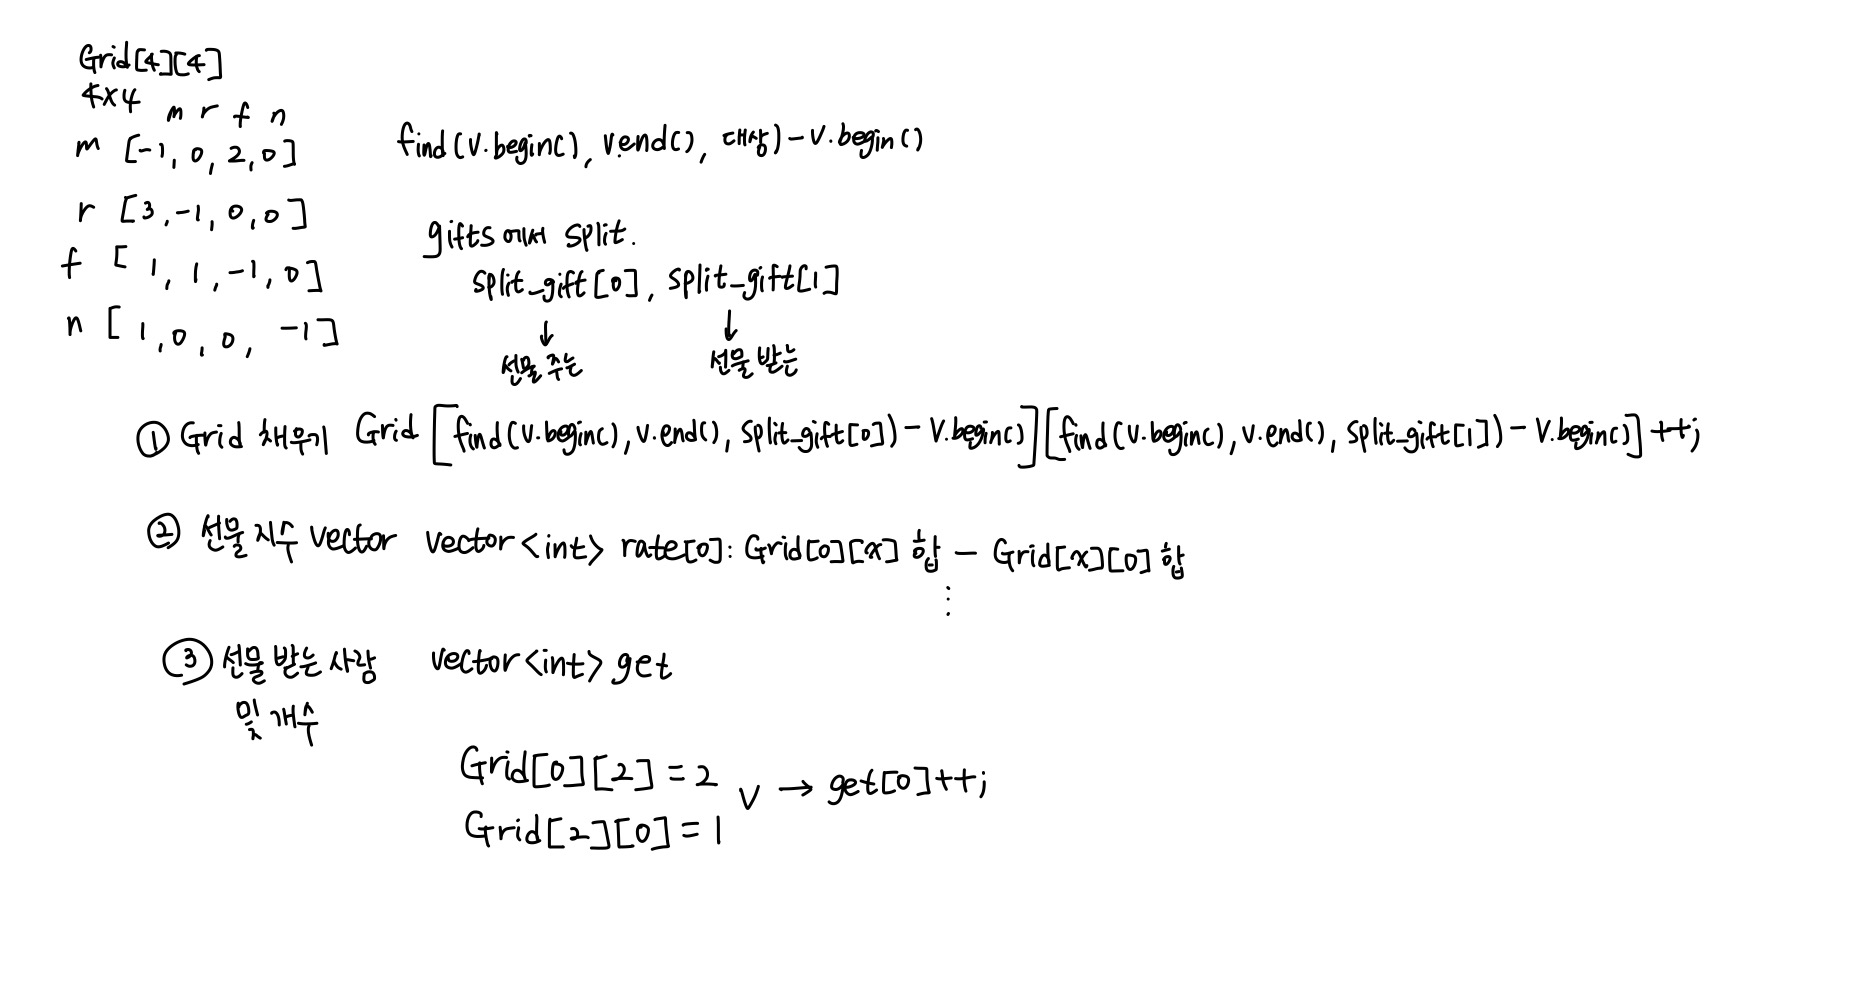 Grid[4][4]
4x4
m r f n
m [-1, 0, 2, 0]
r [3, -1, 0, 0]
f [ 1, 1, -1, 0]
n [ 1, 0, 0, -1]
find(v.begin(), v.end(), 대상) - v.begin()
gifts에서 split.
split_gift[0], split_gift[1]
↓ ↓
선물 주는 선물 받는
① Grid 채우기 Grid[find(v.begin(), v.end(), split_gift[0]) - v.begin()][find(v.begin(), v.end(), split_gift[1]) - v.begin()]++;
② 선물 지수 vector vector<int> rate[0]: Grid[0][x] 합 - Grid[x][0] 합
⋮
③ 선물 받는 사람 vector<int> get
및 개수
Grid[0][2] = 2
∨ → get[0]++;
Grid[2][0] = 1